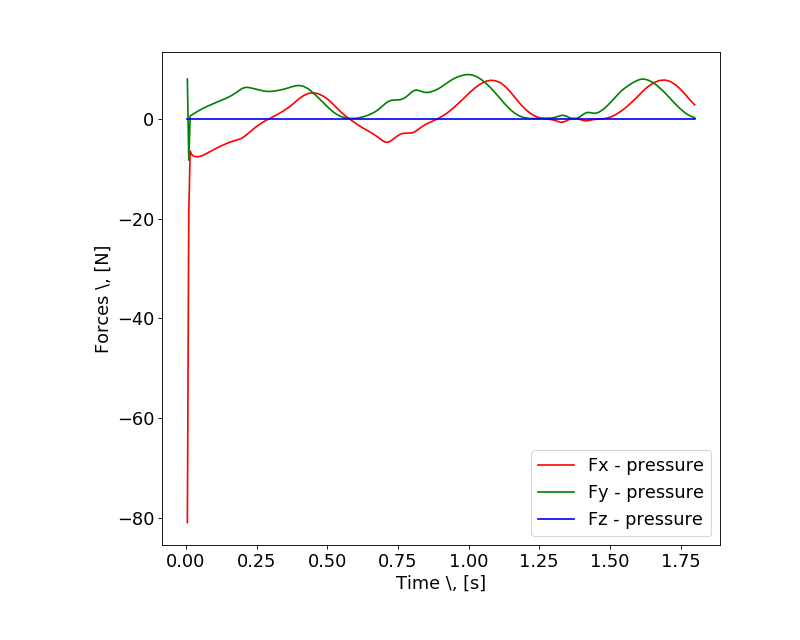 Forces \, [N]
0
−20
−40
−60
−80
Fx - pressure
Fy - pressure
Fz - pressure
0.00 0.25 0.50 0.75 1.00 1.25 1.50 1.75
Time \, [s]